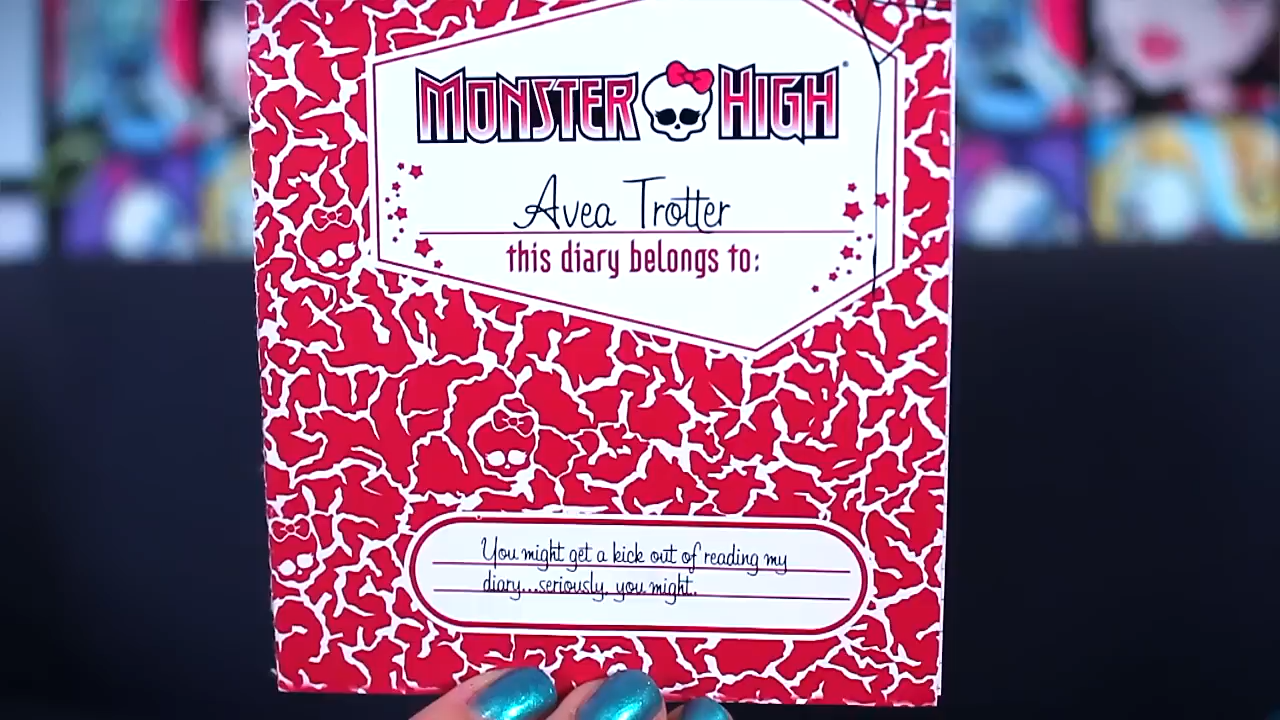 MONSTER HIGH
Avea Trotter
this diary belongs to:
You might get a kick out of reading my
diary...seriously, you might.